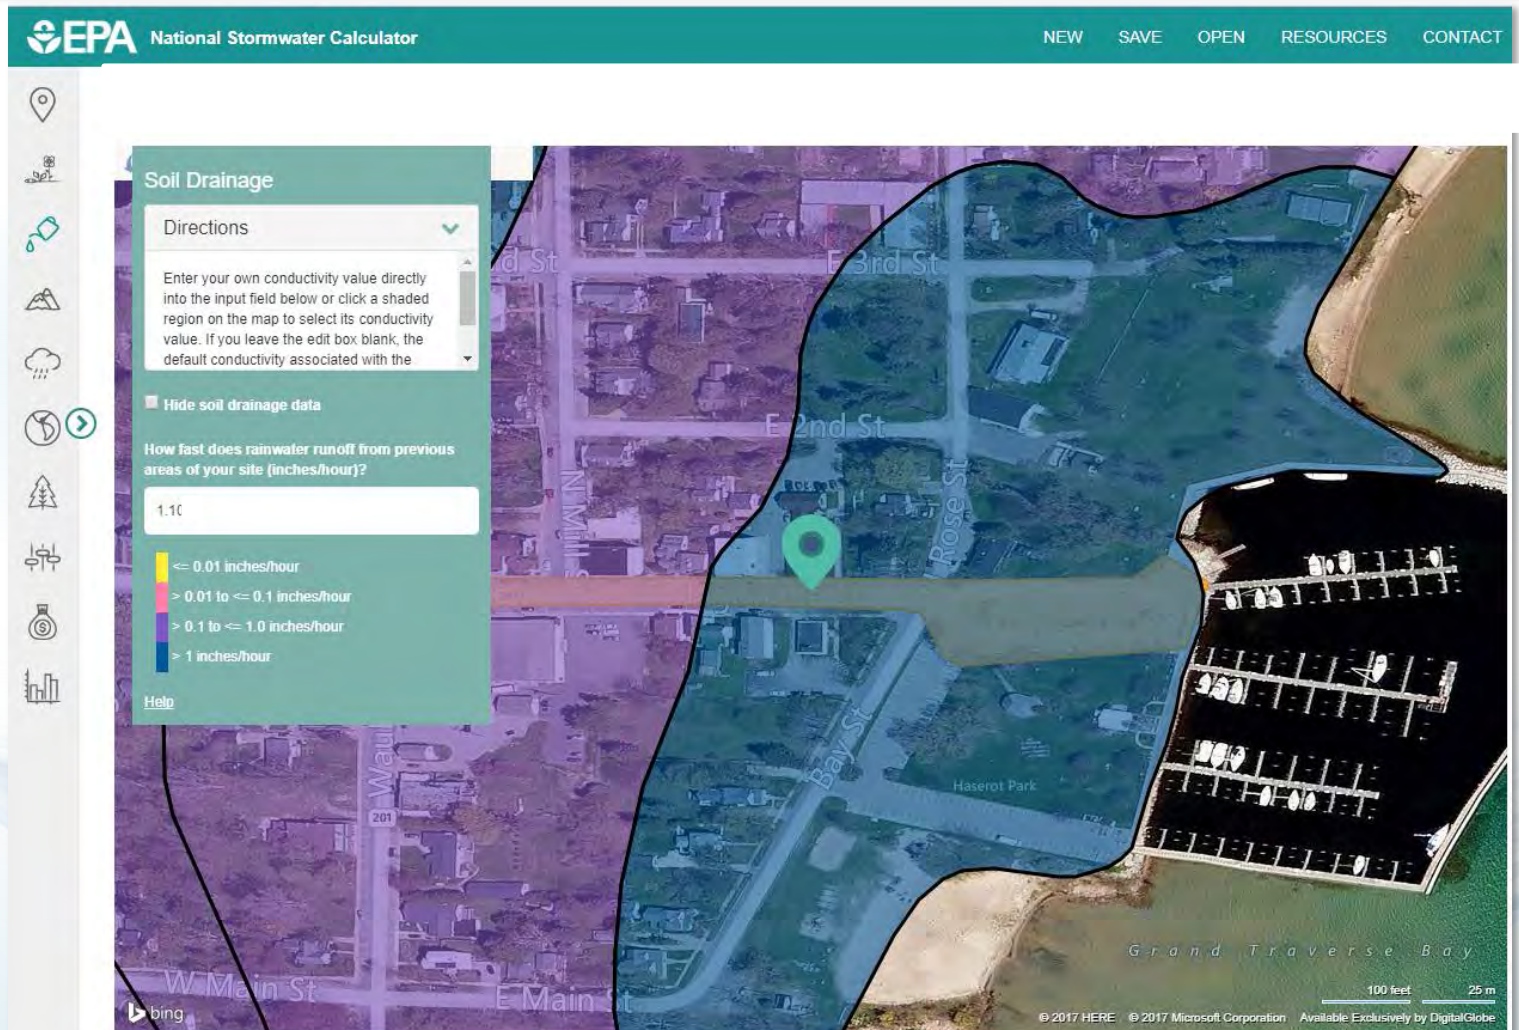 EPA National Stormwater Calculator
NEW SAVE OPEN RESOURCES CONTACT
Soil Drainage
Directions
Enter your own conductivity value directly
into the input field below or click a shaded
region on the map to select its conductivity
value. If you leave the edit box blank, the
default conductivity associated with the
Hide soil drainage data
How fast does rainwater runoff from previous
areas of your site (inches/hour)?
1.10
<= 0.01 inches/hour
> 0.01 to <= 0.1 inches/hour
> 0.1 to <= 1.0 inches/hour
> 1 inches/hour
Help
d St
E 3rd St
E 2nd St
N Mill S
Rose St
Bay St
Wau
201
Haserot Park
W Main St
E Main St
Grand Traverse Bay
100 feet 25 m
bing
© 2017 HERE © 2017 Microsoft Corporation Available Exclusively by DigitalGlobe